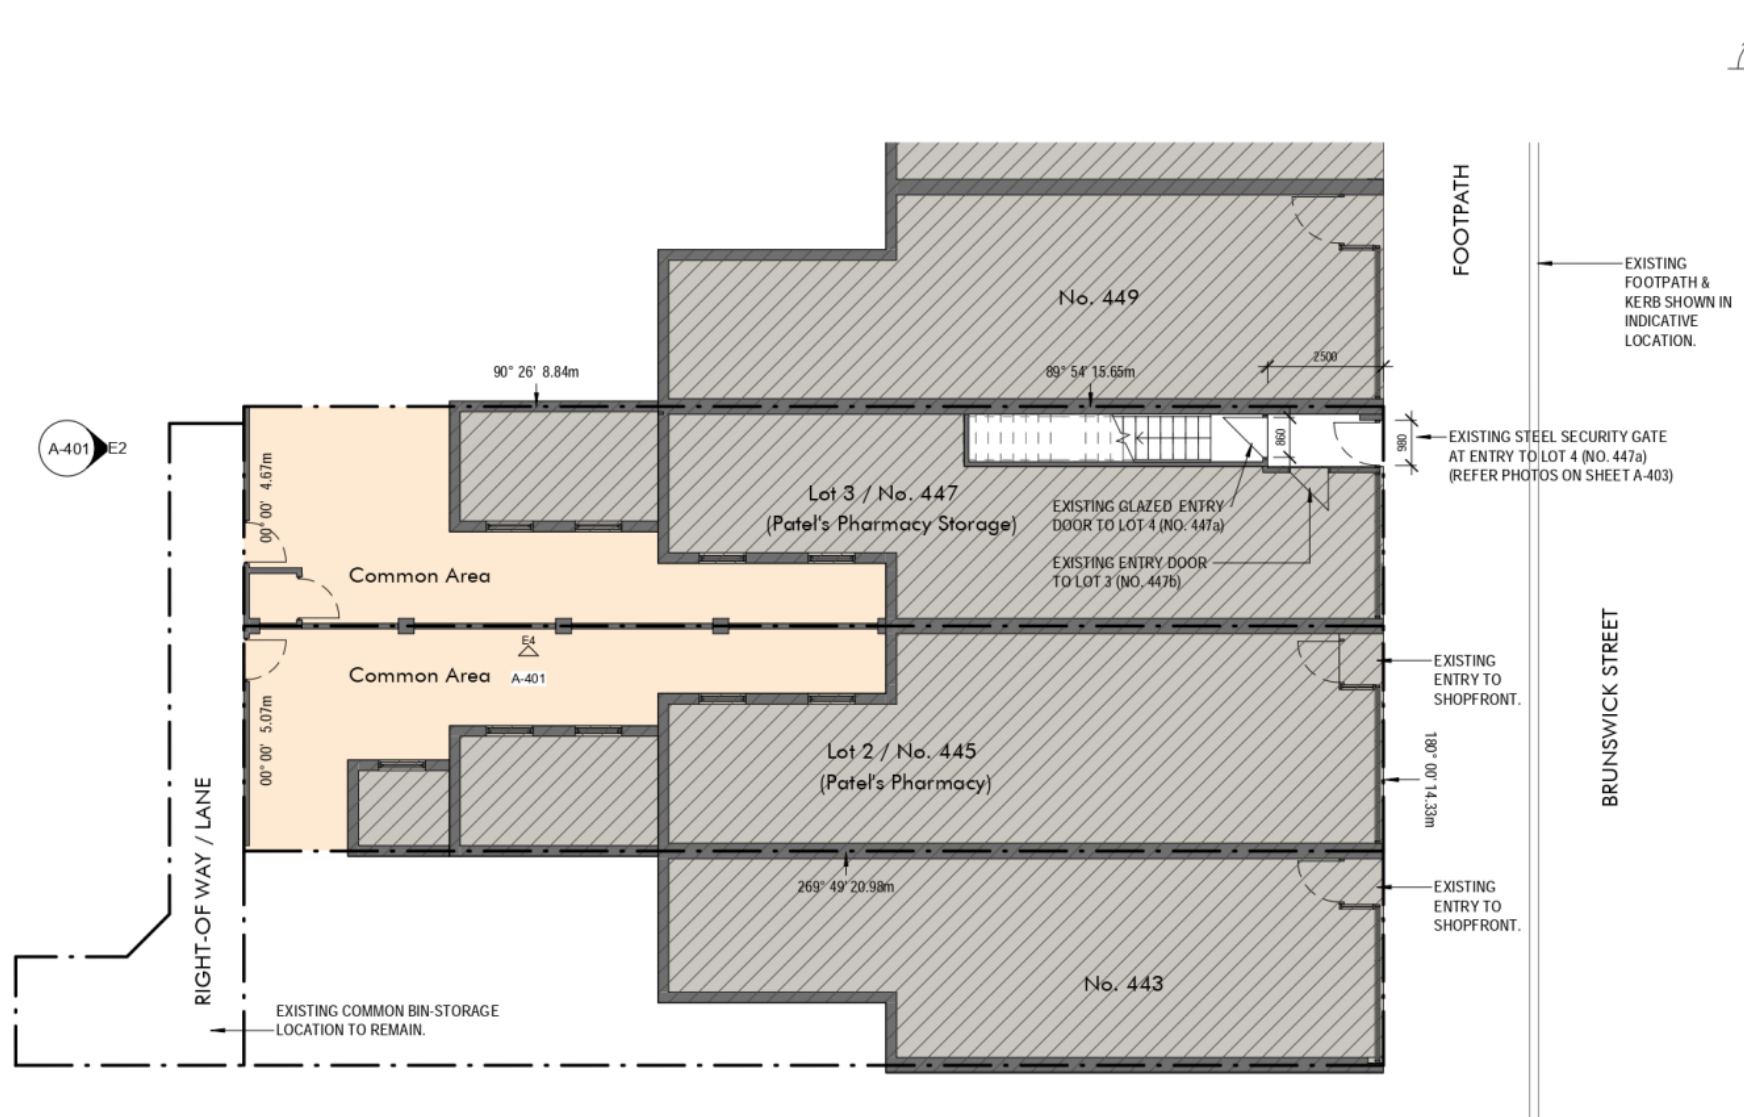 FOOTPATH
EXISTING
FOOTPATH &
KERB SHOWN IN
INDICATIVE
LOCATION.
No. 449
2500
90° 26' 8.84m
89° 54' 15.65m
A-401
E2
00° 00' 4.67m
860
980
EXISTING STEEL SECURITY GATE
AT ENTRY TO LOT 4 (NO. 447a)
(REFER PHOTOS ON SHEET A-403)
Lot 3 / No. 447
(Patel's Pharmacy Storage)
EXISTING GLAZED ENTRY
DOOR TO LOT 4 (NO. 447a)
EXISTING ENTRY DOOR
TO LOT 3 (NO. 447b)
Common Area
E4
A-401
Common Area
EXISTING
ENTRY TO
SHOPFRONT.
BRUNSWICK STREET
00° 00' 5.07m
Lot 2 / No. 445
(Patel's Pharmacy)
180° 00' 14.33m
RIGHT-OF WAY / LANE
269° 49' 20.98m
EXISTING
ENTRY TO
SHOPFRONT.
No. 443
EXISTING COMMON BIN-STORAGE
LOCATION TO REMAIN.